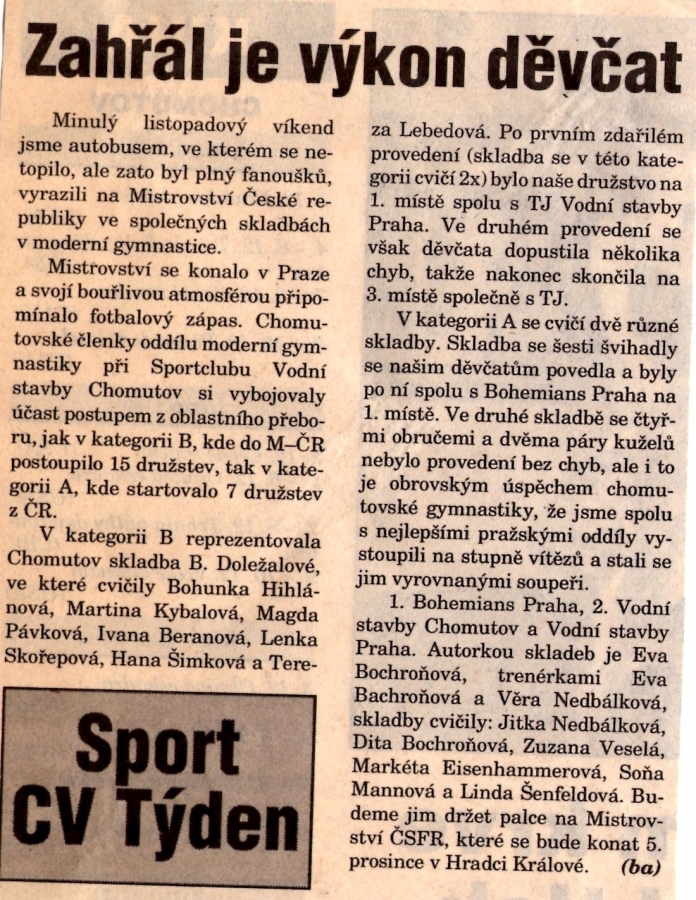 Zahřál je výkon děvčat
Minulý listopadový víkend
jsme autobusem, ve kterém se ne-
topilo, ale zato byl plný fanoušků,
vyrazili na Mistrovství České re-
publiky ve společných skladbách
v moderní gymnastice.
Mistrovství se konalo v Praze
a svojí bouřlivou atmosférou připo-
mínalo fotbalový zápas. Chomu-
tovské členky oddílu moderní gym-
nastiky při Sportclubu Vodní
stavby Chomutov si vybojovaly
účast postupem z oblastního přebo-
ru, jak v kategorii B, kde do M–ČR
postoupilo 15 družstev, tak v kate-
gorii A, kde startovalo 7 družstev
z ČR.
V kategorii B reprezentovala
Chomutov skladba B. Doležalové,
ve které cvičily Bohunka Hihlá-
nová, Martina Kybalová, Magda
Pávková, Ivana Beranová, Lenka
Skořepová, Hana Šimková a Tere-
za Lebedová. Po prvním zdařilém
provedení (skladba se v této kate-
gorii cvičí 2x) bylo naše družstvo na
1. místě spolu s TJ Vodní stavby
Praha. Ve druhém provedení se
však děvčata dopustila několika
chyb, takže nakonec skončila na
3. místě společně s TJ.
V kategorii A se cvičí dvě různé
skladby. Skladba se šesti švihadly
se našim děvčatům povedla a byly
po ní spolu s Bohemians Praha na
1. místě. Ve druhé skladbě se čtyř-
mi obručemi a dvěma páry kuželů
nebylo provedení bez chyb, ale i to
je obrovským úspěchem chomu-
tovské gymnastiky, že jsme spolu
s nejlepšími pražskými oddíly vy-
stoupili na stupně vítězů a stali se
jim vyrovnanými soupeři.
1. Bohemians Praha, 2. Vodní
stavby Chomutov a Vodní stavby
Praha. Autorkou skladeb je Eva
Bochroňová, trenérkami Eva
Bachroňová a Věra Nedbálková,
skladby cvičily: Jitka Nedbálková,
Dita Bochroňová, Zuzana Veselá,
Markéta Eisenhammerová, Soňa
Mannová a Linda Šenfeldová. Bu-
deme jim držet palce na Mistrov-
ství ČSFR, které se bude konat 5.
prosince v Hradci Králové. (ba)
Sport
CV Týden